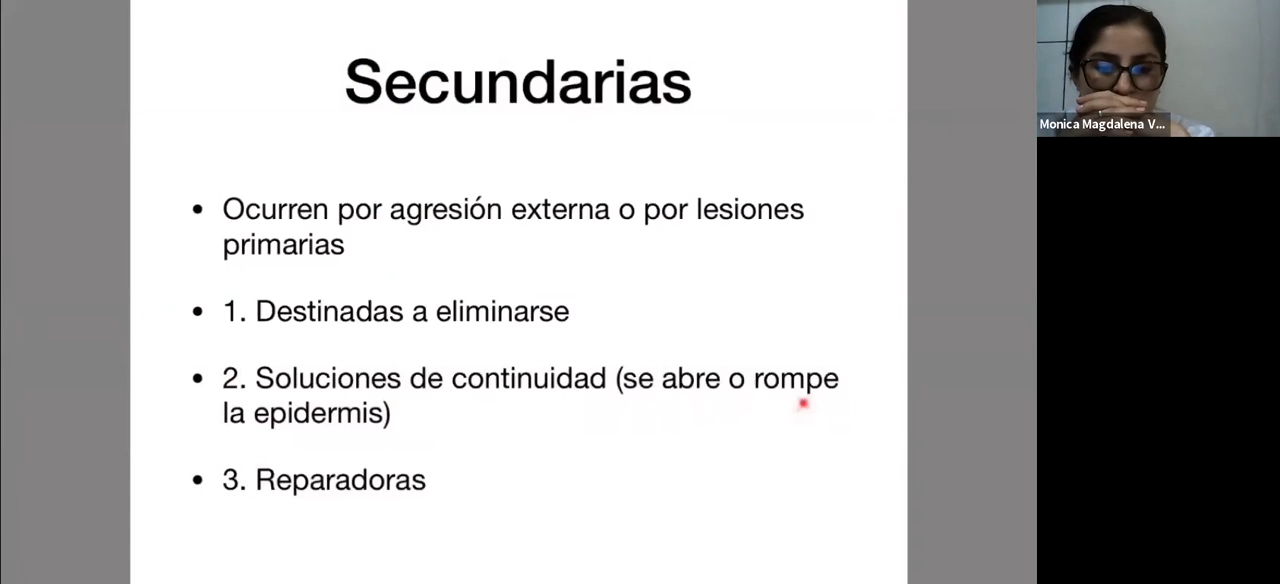 Secundarias
• Ocurren por agresión externa o por lesiones
primarias
• 1. Destinadas a eliminarse
• 2. Soluciones de continuidad (se abre o rompe
la epidermis)
• 3. Reparadoras
Monica Magdalena V...